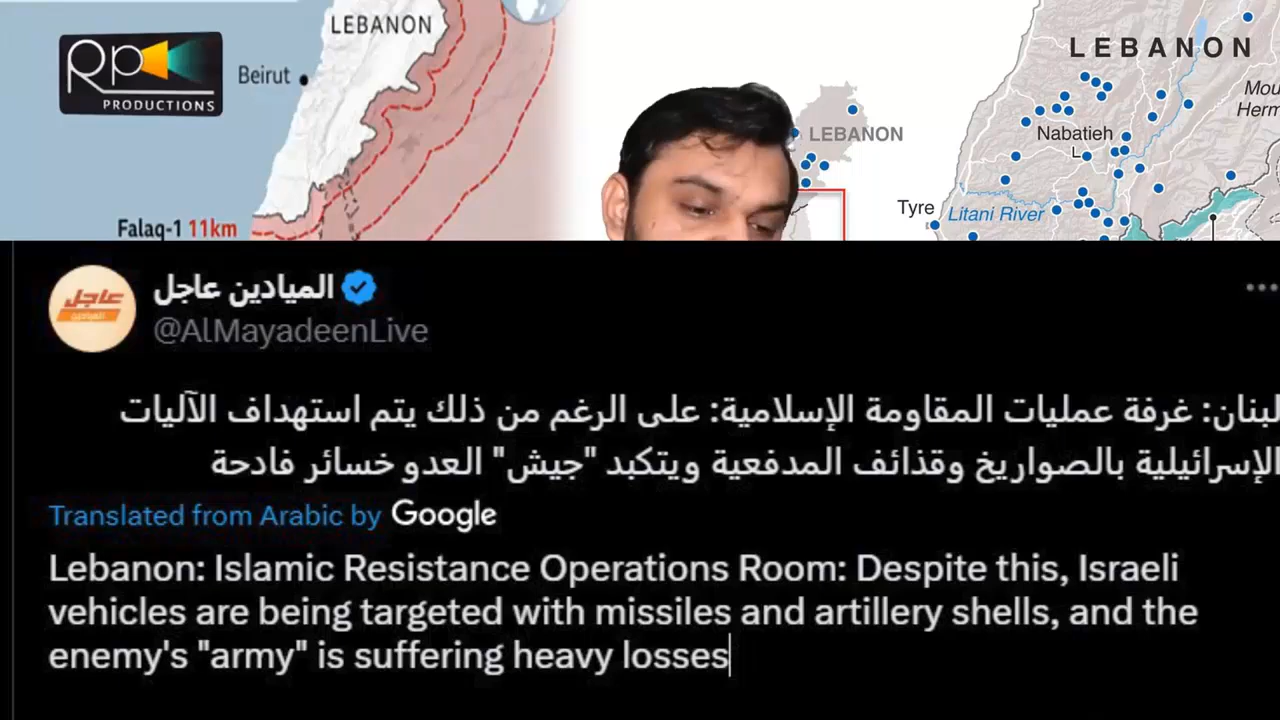 LEBANON
Rp
PRODUCTIONS
Beirut
Falaq-1 11km
LEBANON
LEBANON
Nabatieh
Tyre
Litani River
الميادين عاجل
@AlMayadeenLive
عاجل
الميادين
لبنان: غرفة عمليات المقاومة الإسلامية: على الرغم من ذلك يتم استهداف الآليات
الإسرائيلية بالصواريخ وقذائف المدفعية ويتكبد "جيش" العدو خسائر فادحة
Translated from Arabic by Google
Lebanon: Islamic Resistance Operations Room: Despite this, Israeli
vehicles are being targeted with missiles and artillery shells, and the
enemy's "army" is suffering heavy losses